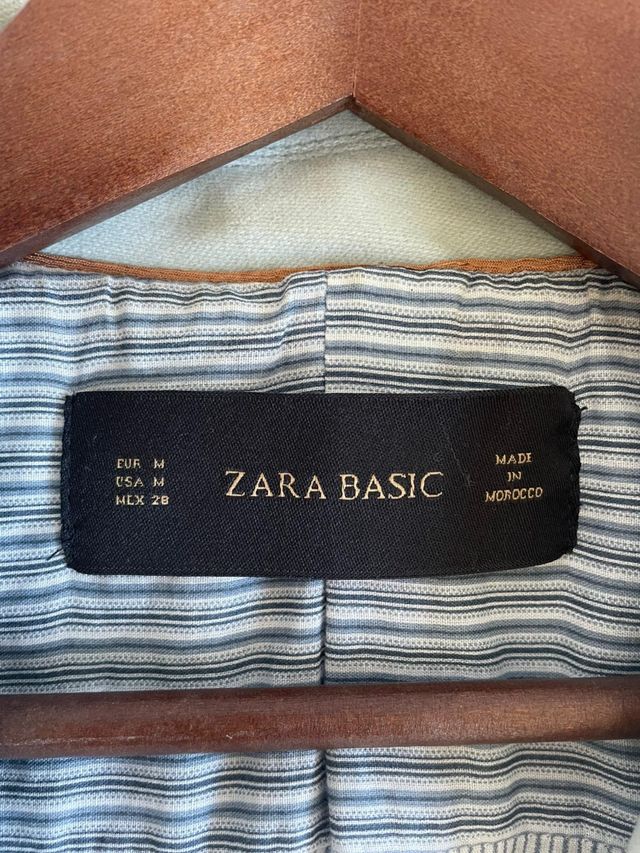 EUR M
USA M
MEX 28
ZARA BASIC
MADE
IN
MOROCCO